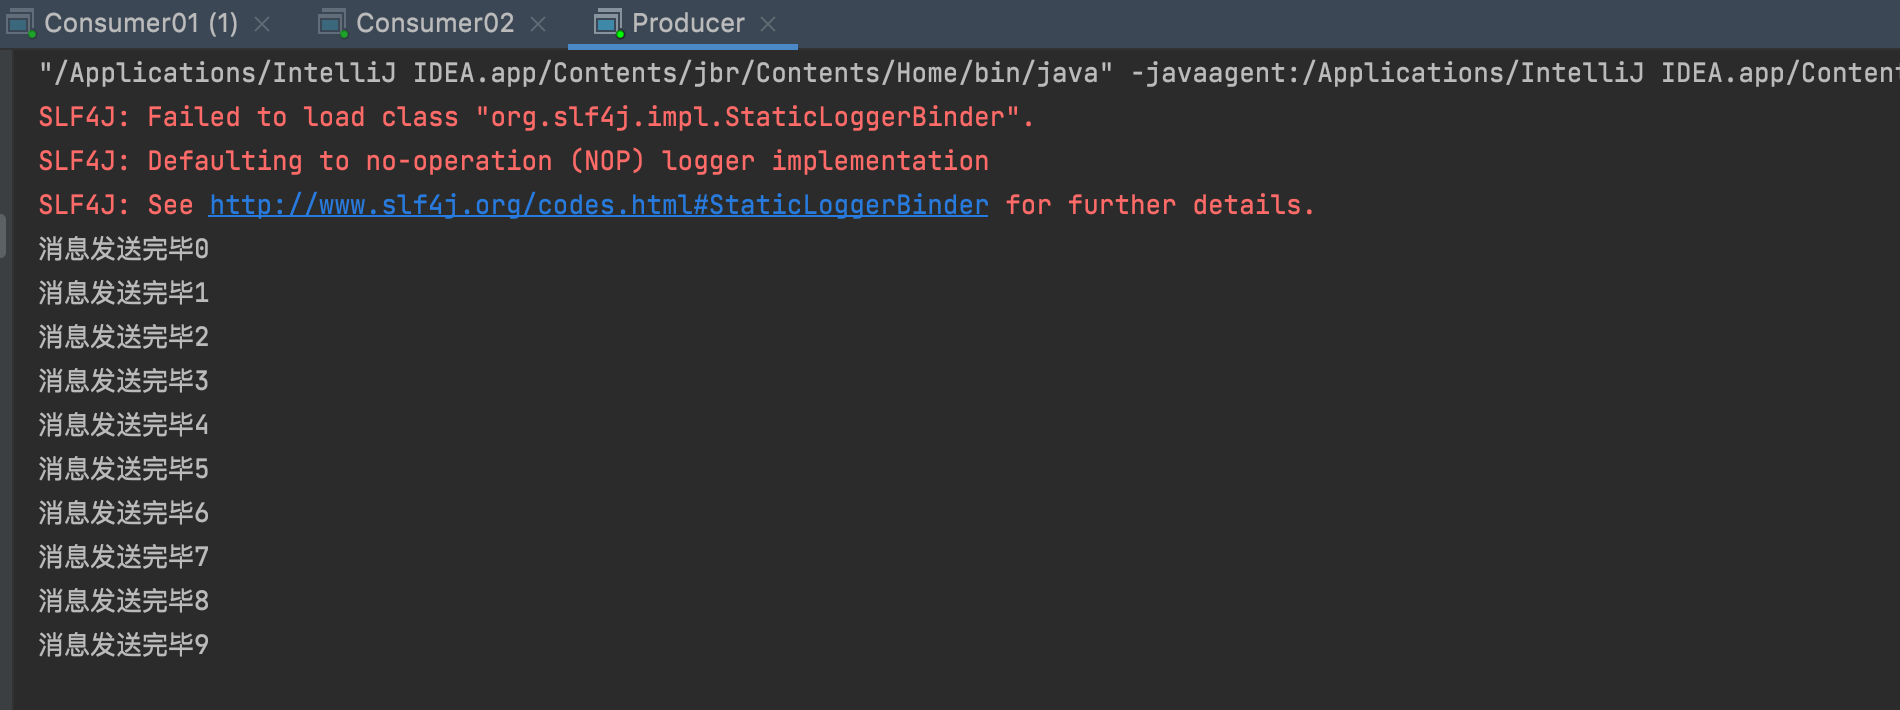 Consumer01 (1) Consumer02 Producer
"/Applications/IntelliJ IDEA.app/Contents/jbr/Contents/Home/bin/java" -javaagent:/Applications/IntelliJ IDEA.app/Conten
SLF4J: Failed to load class "org.slf4j.impl.StaticLoggerBinder".
SLF4J: Defaulting to no-operation (NOP) logger implementation
SLF4J: See http://www.slf4j.org/codes.html#StaticLoggerBinder for further details.
消息发送完毕0
消息发送完毕1
消息发送完毕2
消息发送完毕3
消息发送完毕4
消息发送完毕5
消息发送完毕6
消息发送完毕7
消息发送完毕8
消息发送完毕9